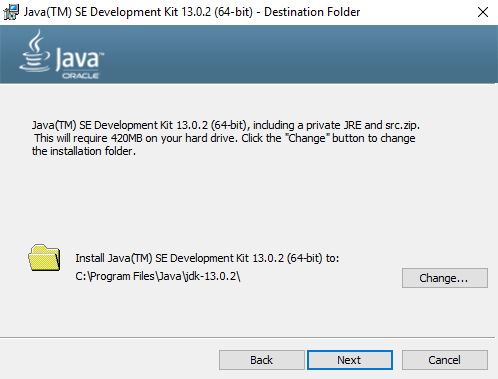 Java(TM) SE Development Kit 13.0.2 (64-bit) - Destination Folder
Java™
ORACLE
Java(TM) SE Development Kit 13.0.2 (64-bit), including a private JRE and src.zip.
This will require 420MB on your hard drive. Click the "Change" button to change
the installation folder.
Install Java(TM) SE Development Kit 13.0.2 (64-bit) to:
C:\Program Files\Java\jdk-13.0.2\
Change...
Back
Next
Cancel